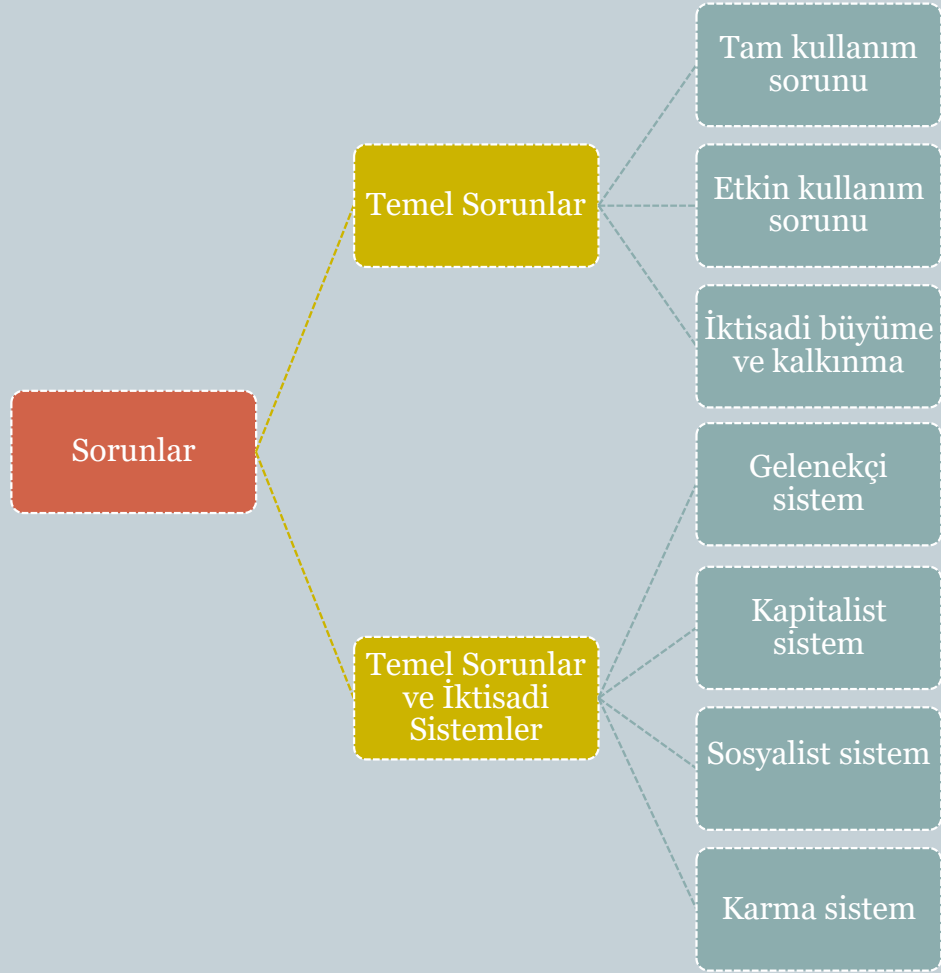 Sorunlar
Temel Sorunlar
Tam kullanım
sorunu
Etkin kullanım
sorunu
İktisadi büyüme
ve kalkınma
Temel Sorunlar
ve İktisadi
Sistemler
Gelenekçi
sistem
Kapitalist
sistem
Sosyalist sistem
Karma sistem